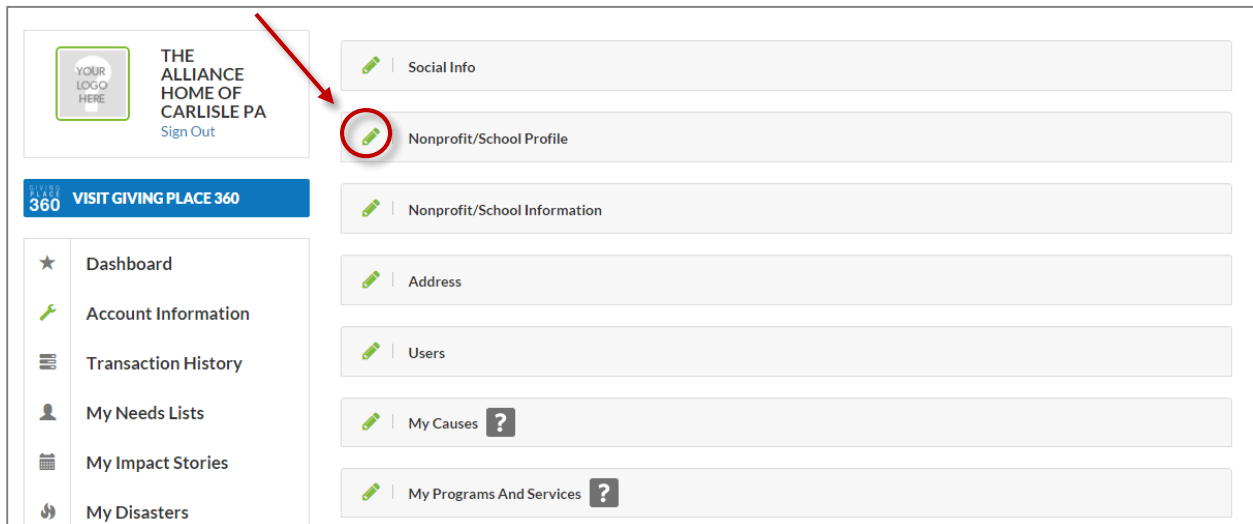 YOUR
LOGO
HERE
THE
ALLIANCE
HOME OF
CARLISLE PA
Sign Out
GIVING
PLACE
360
VISIT GIVING PLACE 360
Dashboard
Account Information
Transaction History
My Needs Lists
My Impact Stories
My Disasters
Social Info
Nonprofit/School Profile
Nonprofit/School Information
Address
Users
My Causes ?
My Programs And Services ?